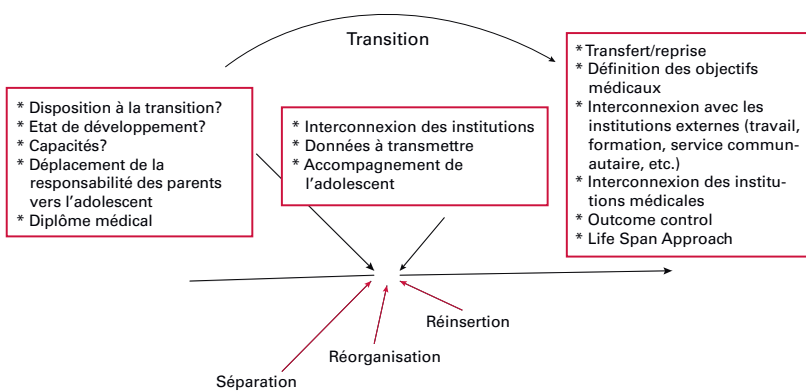 Transition
* Disposition à la transition?
* Etat de développement?
* Capacités?
* Déplacement de la
responsabilité des parents
vers l'adolescent
* Diplôme médical
* Interconnexion des institutions
* Données à transmettre
* Accompagnement de
l'adolescent
* Transfert/reprise
* Définition des objectifs
médicaux
* Interconnexion avec les
institutions externes (travail,
formation, service commun-
autaire, etc.)
* Interconnexion des institu-
tions médicales
* Outcome control
* Life Span Approach
Réinsertion
Réorganisation
Séparation